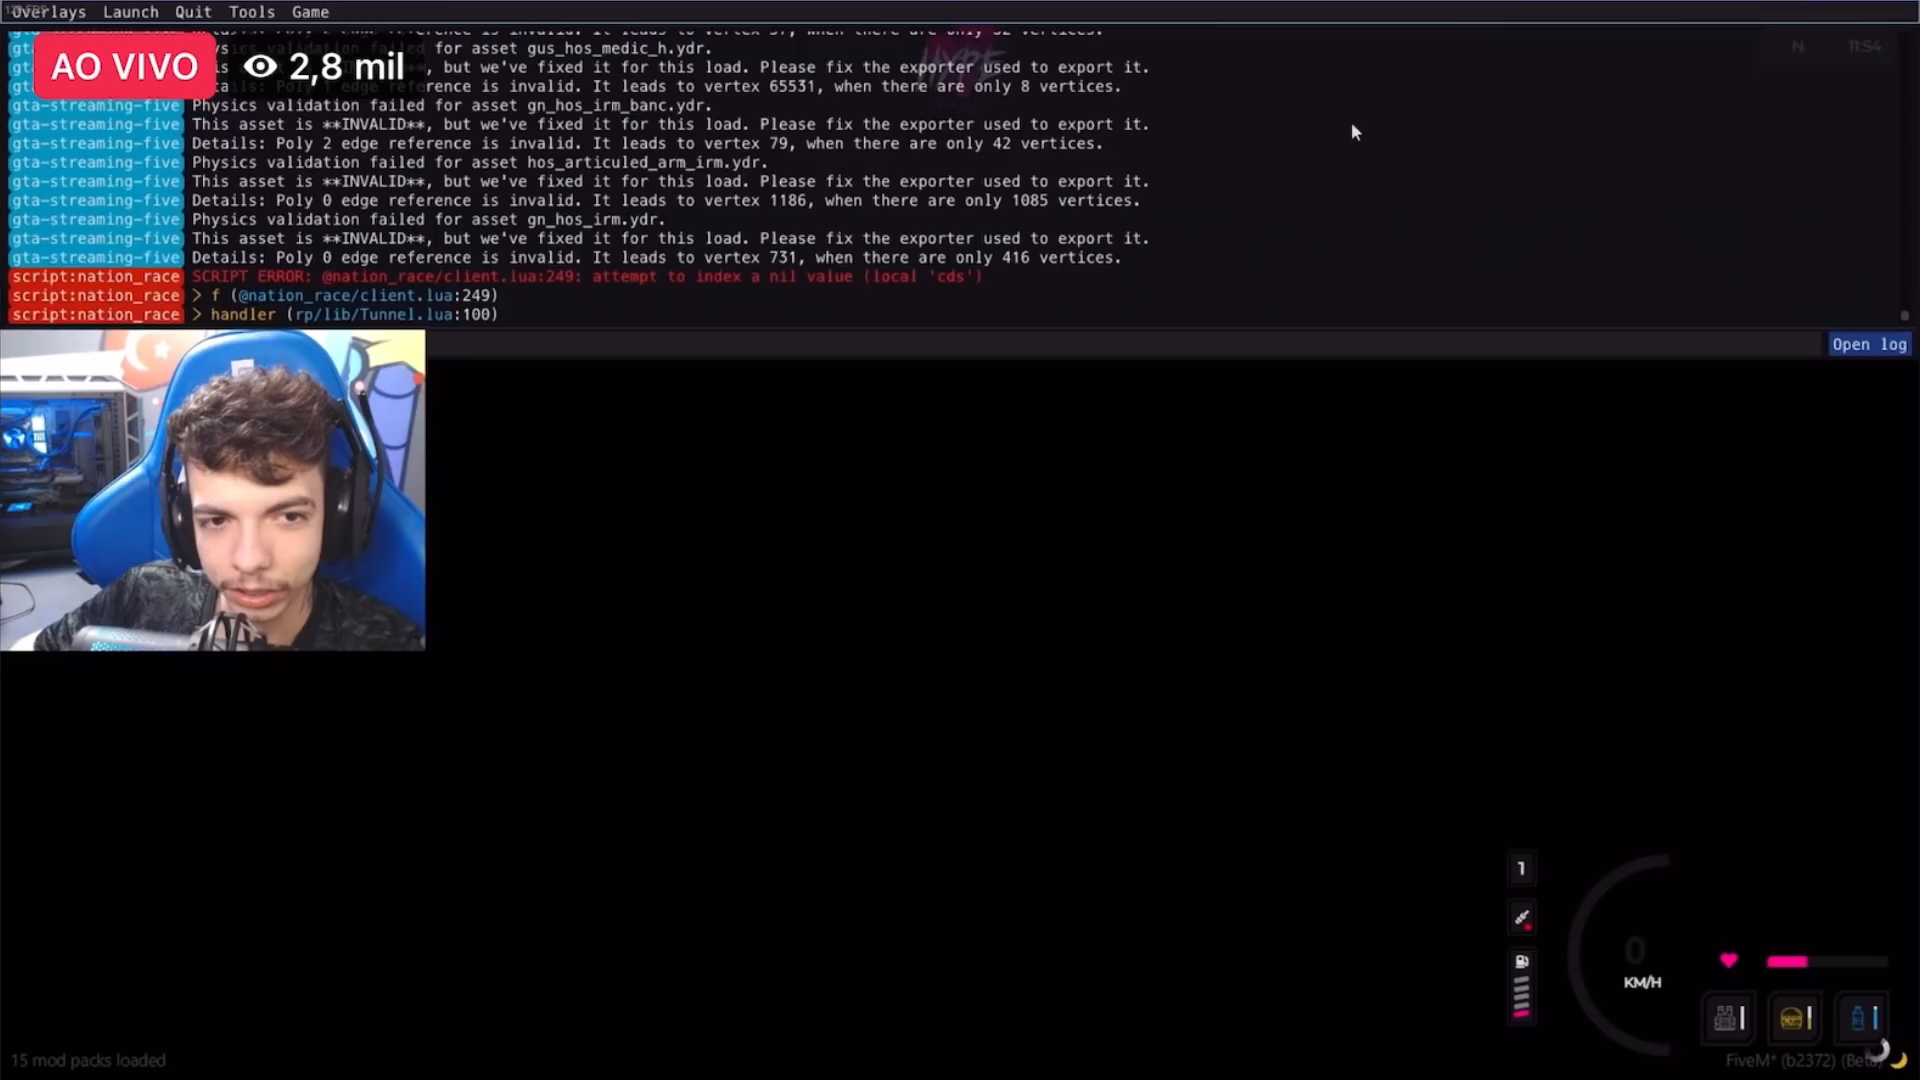 Overlays Launch Quit Tools Game
N 11:54
HYPE
AO VIVO 2,8 mil
for asset gus_hos_medic_h.ydr.
, but we've fixed it for this load. Please fix the exporter used to export it.
edge reference is invalid. It leads to vertex 65531, when there are only 8 vertices.
gta-streaming-five Physics validation failed for asset gn_hos_irm_banc.ydr.
gta-streaming-five This asset is **INVALID**, but we've fixed it for this load. Please fix the exporter used to export it.
gta-streaming-five Details: Poly 2 edge reference is invalid. It leads to vertex 79, when there are only 42 vertices.
gta-streaming-five Physics validation failed for asset hos_articuled_arm_irm.ydr.
gta-streaming-five This asset is **INVALID**, but we've fixed it for this load. Please fix the exporter used to export it.
gta-streaming-five Details: Poly 0 edge reference is invalid. It leads to vertex 1186, when there are only 1085 vertices.
gta-streaming-five Physics validation failed for asset gn_hos_irm.ydr.
gta-streaming-five This asset is **INVALID**, but we've fixed it for this load. Please fix the exporter used to export it.
gta-streaming-five Details: Poly 0 edge reference is invalid. It leads to vertex 731, when there are only 416 vertices.
script:nation_race SCRIPT ERROR: @nation_race/client.lua:249: attempt to index a nil value (local 'cds')
script:nation_race > f (@nation_race/client.lua:249)
script:nation_race > handler (rp/lib/Tunnel.lua:100)
Open log
1
0
KM/H
15 mod packs loaded
FiveM* (b2372) (Beta)